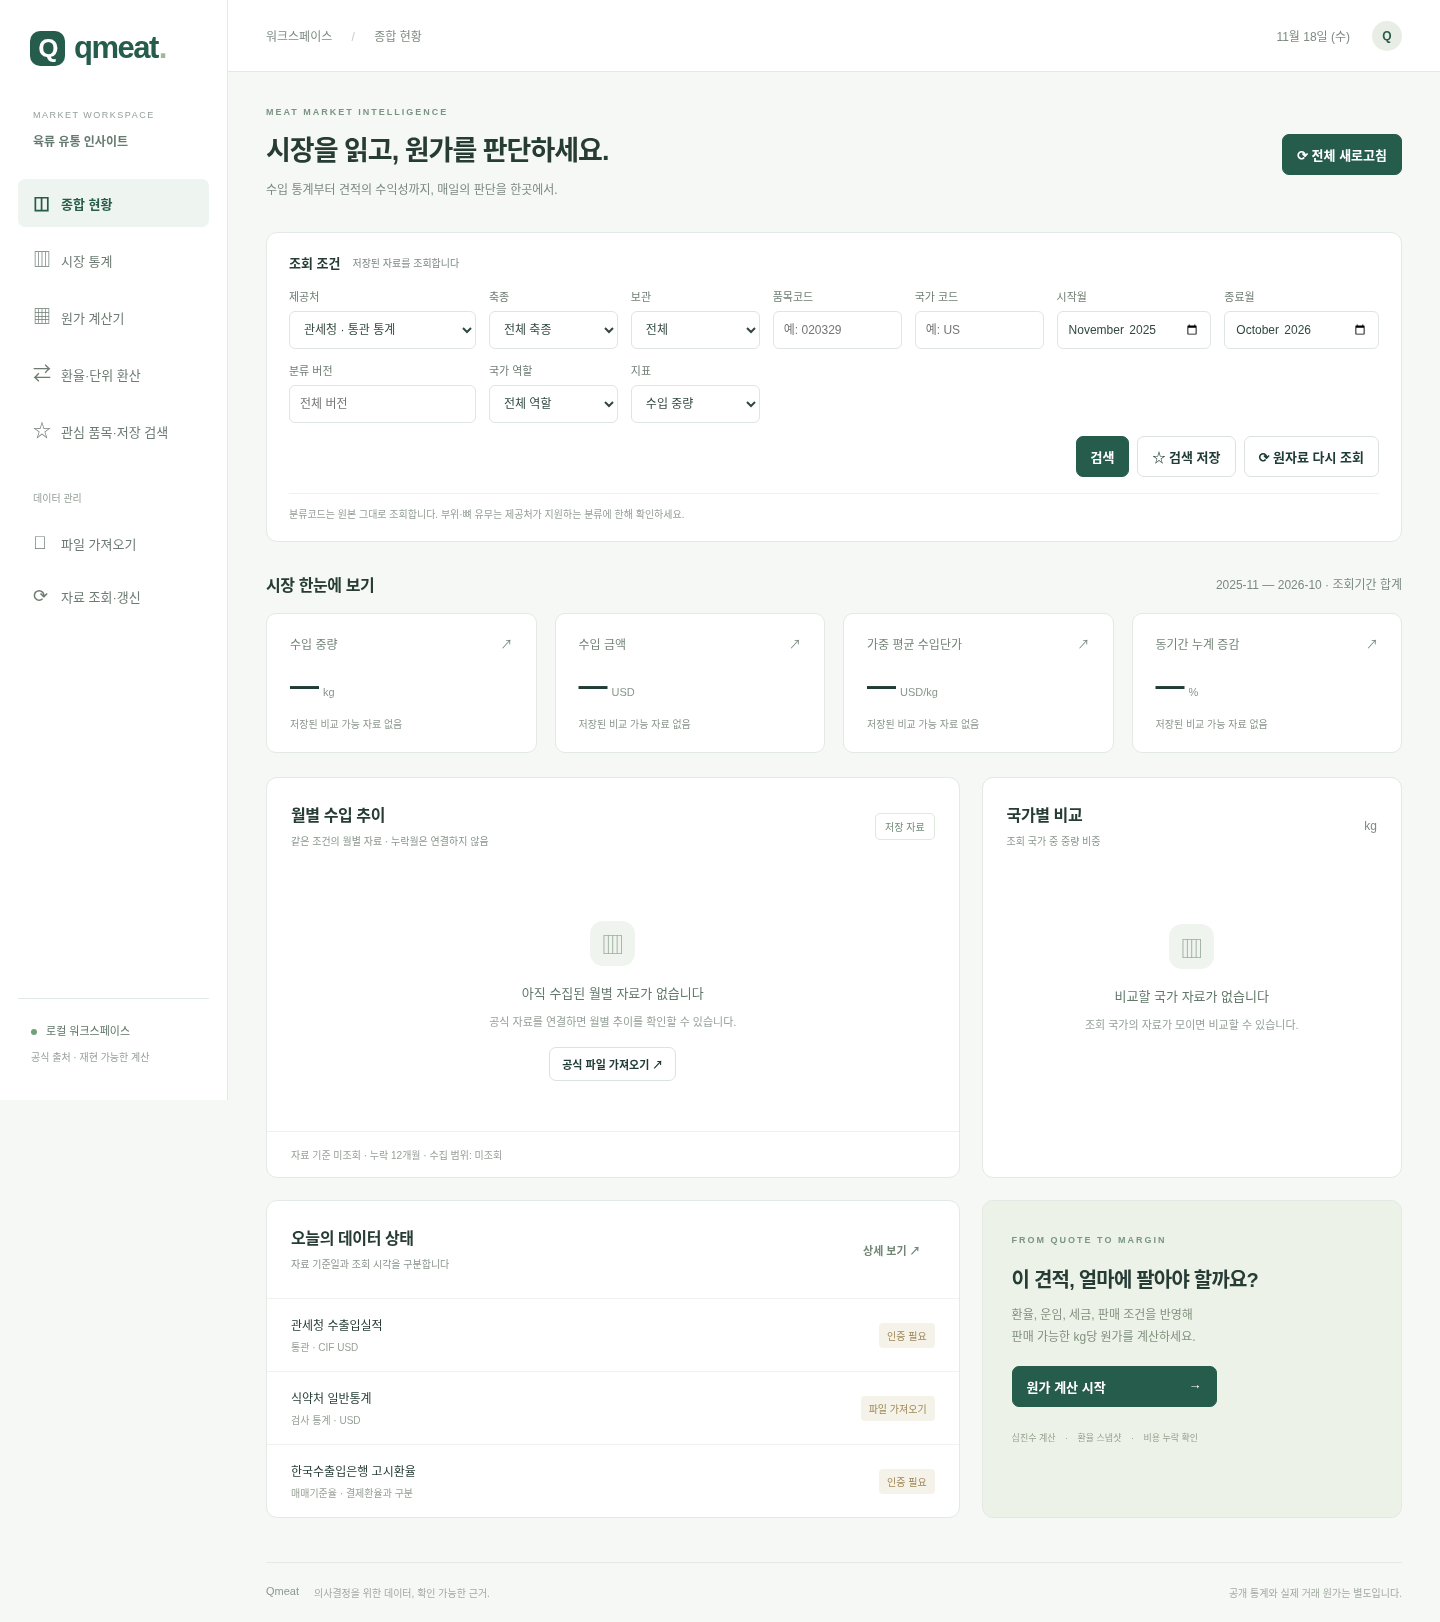 Q qmeat.
MARKET WORKSPACE
육류 유통 인사이트
종합 현황
시장 통계
원가 계산기
환율·단위 환산
관심 품목·저장 검색
데이터 관리
파일 가져오기
자료 조회·갱신
로컬 워크스페이스
공식 출처 · 재현 가능한 계산
워크스페이스 / 종합 현황
11월 18일 (수) Q
MEAT MARKET INTELLIGENCE
시장을 읽고, 원가를 판단하세요.
수입 통계부터 견적의 수익성까지, 매일의 판단을 한곳에서.
⟳ 전체 새로고침
조회 조건 저장된 자료를 조회합니다
제공처 축종 보관 품목코드 국가 코드 시작월 종료월
관세청 · 통관 통계 전체 축종 전체 예: 020329 예: US November 2025 October 2026
분류 버전 국가 역할 지표
전체 버전 전체 역할 수입 중량
검색 ☆ 검색 저장 ⟳ 원자료 다시 조회
분류코드는 원본 그대로 조회합니다. 부위·뼈 유무는 제공처가 지원하는 분류에 한해 확인하세요.
시장 한눈에 보기 2025-11 — 2026-10 · 조회기간 합계
수입 중량 ↗
— kg
저장된 비교 가능 자료 없음
수입 금액 ↗
— USD
저장된 비교 가능 자료 없음
가중 평균 수입단가 ↗
— USD/kg
저장된 비교 가능 자료 없음
동기간 누계 증감 ↗
— %
저장된 비교 가능 자료 없음
월별 수입 추이
같은 조건의 월별 자료 · 누락월은 연결하지 않음
저장 자료
아직 수집된 월별 자료가 없습니다
공식 자료를 연결하면 월별 추이를 확인할 수 있습니다.
공식 파일 가져오기 ↗
자료 기준 미조회 · 누락 12개월 · 수집 범위: 미조회
국가별 비교
조회 국가 중 중량 비중
kg
비교할 국가 자료가 없습니다
조회 국가의 자료가 모이면 비교할 수 있습니다.
오늘의 데이터 상태
자료 기준일과 조회 시각을 구분합니다
상세 보기 ↗
관세청 수출입실적
통관 · CIF USD
인증 필요
식약처 일반통계
검사 통계 · USD
파일 가져오기
한국수출입은행 고시환율
매매기준율 · 결제환율과 구분
인증 필요
FROM QUOTE TO MARGIN
이 견적, 얼마에 팔아야 할까요?
환율, 운임, 세금, 판매 조건을 반영해
판매 가능한 kg당 원가를 계산하세요.
원가 계산 시작 →
십진수 계산 · 환율 스냅샷 · 비용 누락 확인
Qmeat 의사결정을 위한 데이터, 확인 가능한 근거.
공개 통계와 실제 거래 원가는 별도입니다.